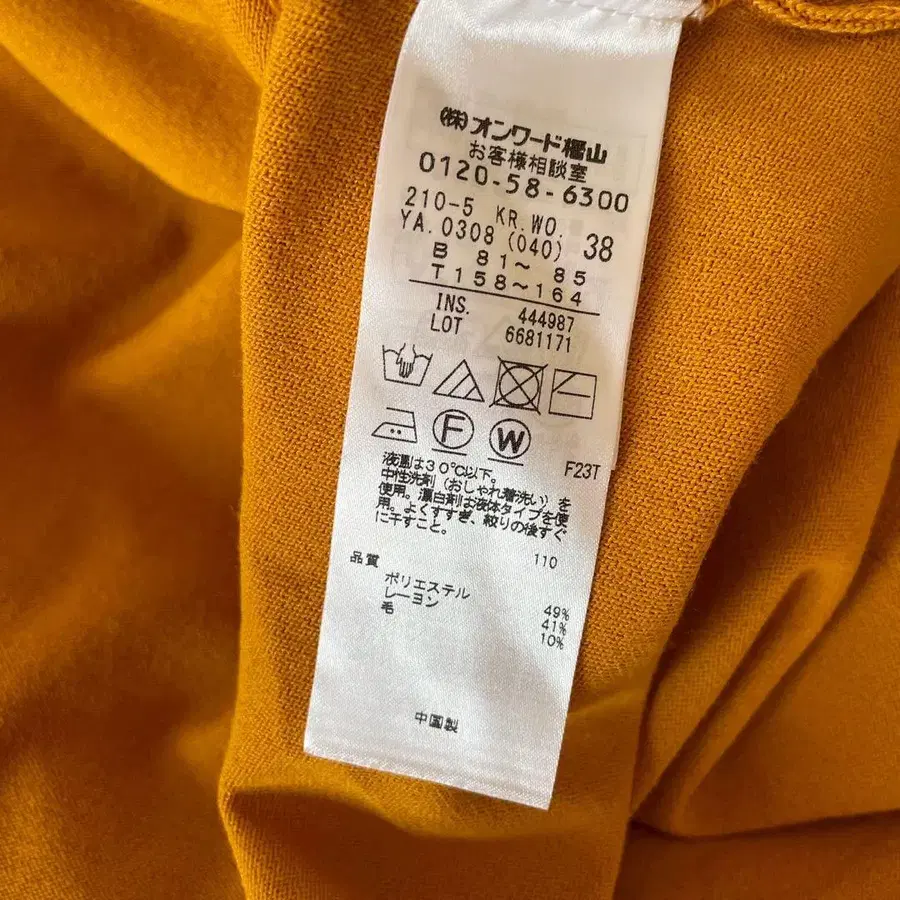 ㈱オンワード樫山
お客様相談室
0120-58-6300
210-5 KR.WO. 38
YA.0308 (040)
B 81～ 85
T 158～164
INS. 444987
LOT 6681171
F W
F23T
液温は30℃以下。
中性洗剤（おしゃれ着洗い）を
使用。漂白剤は液体タイプを使
用。よくすすぎ、絞りの後すぐ
に干すこと。
品質 110
ポリエステル 49%
レーヨン 41%
毛 10%
中国製